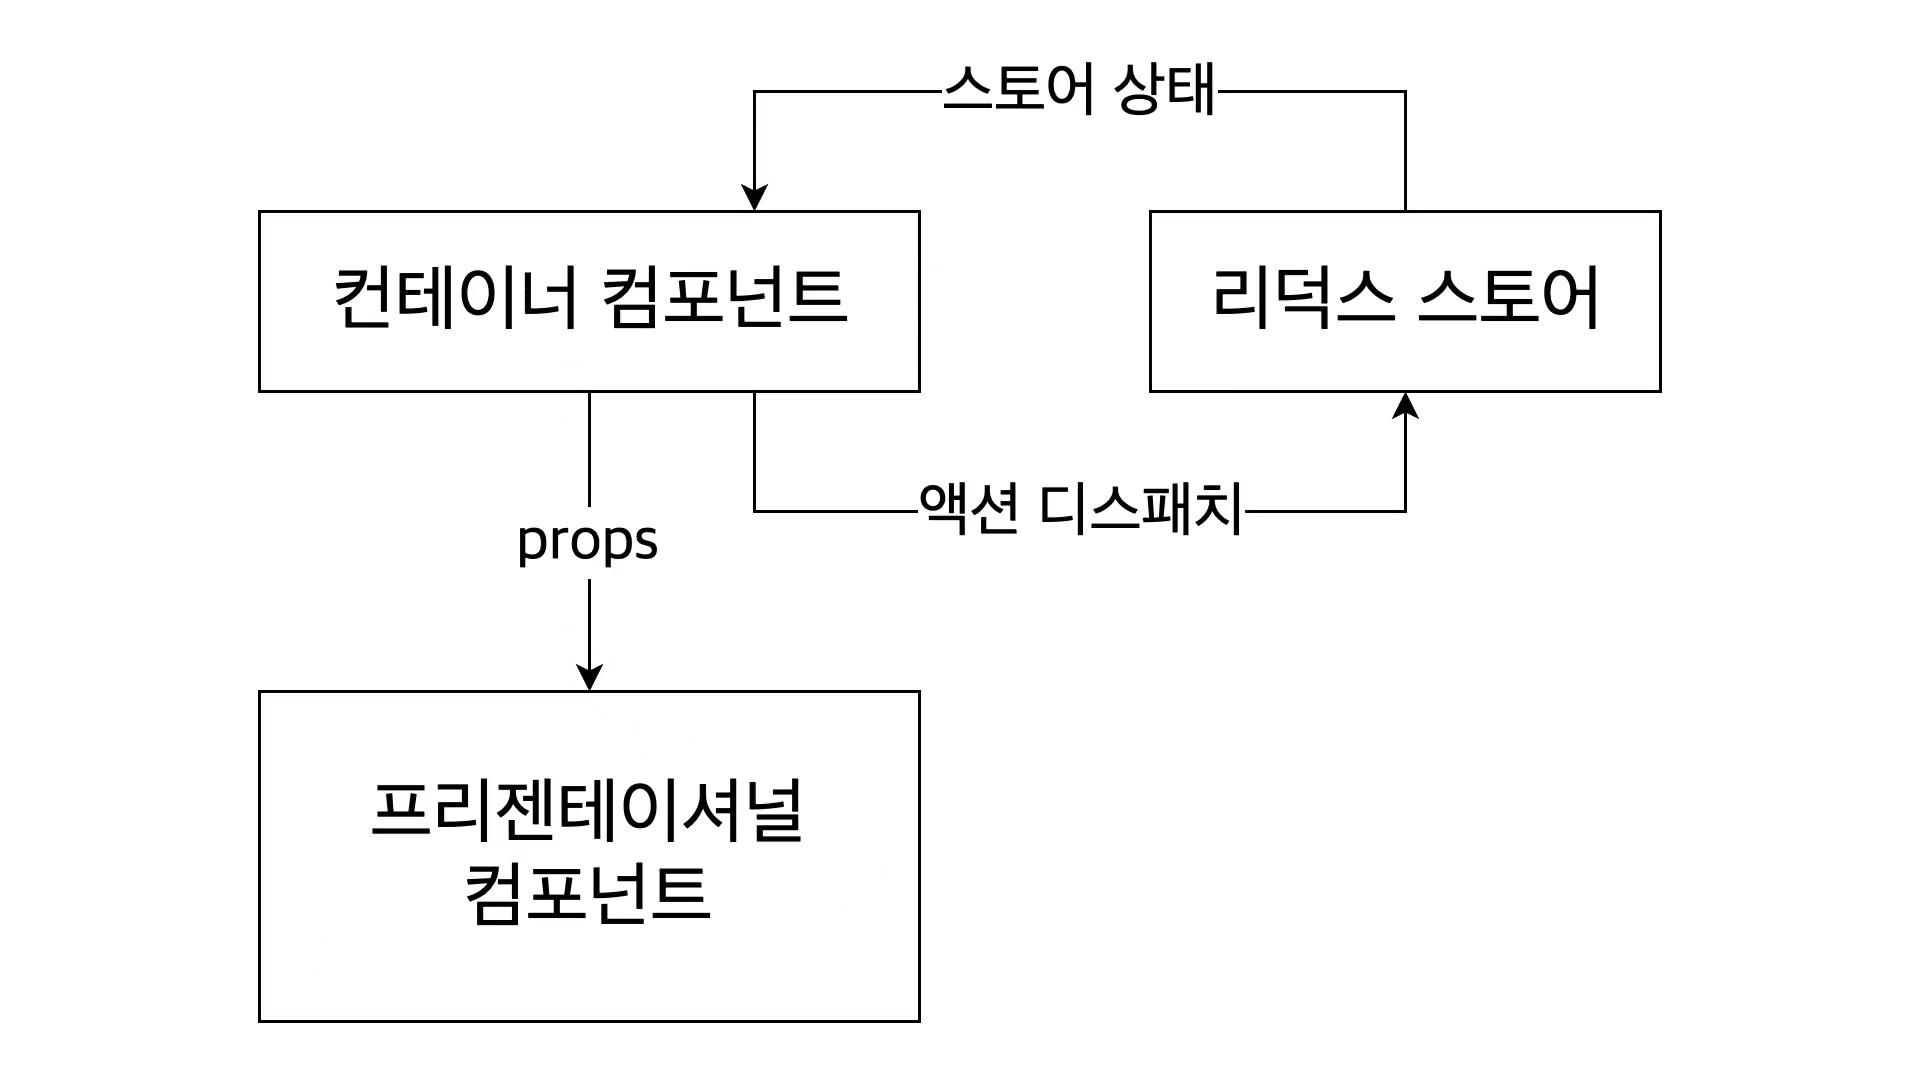 스토어 상태
컨테이너 컴포넌트
리덕스 스토어
액션 디스패치
props
프리젠테이셔널
컴포넌트